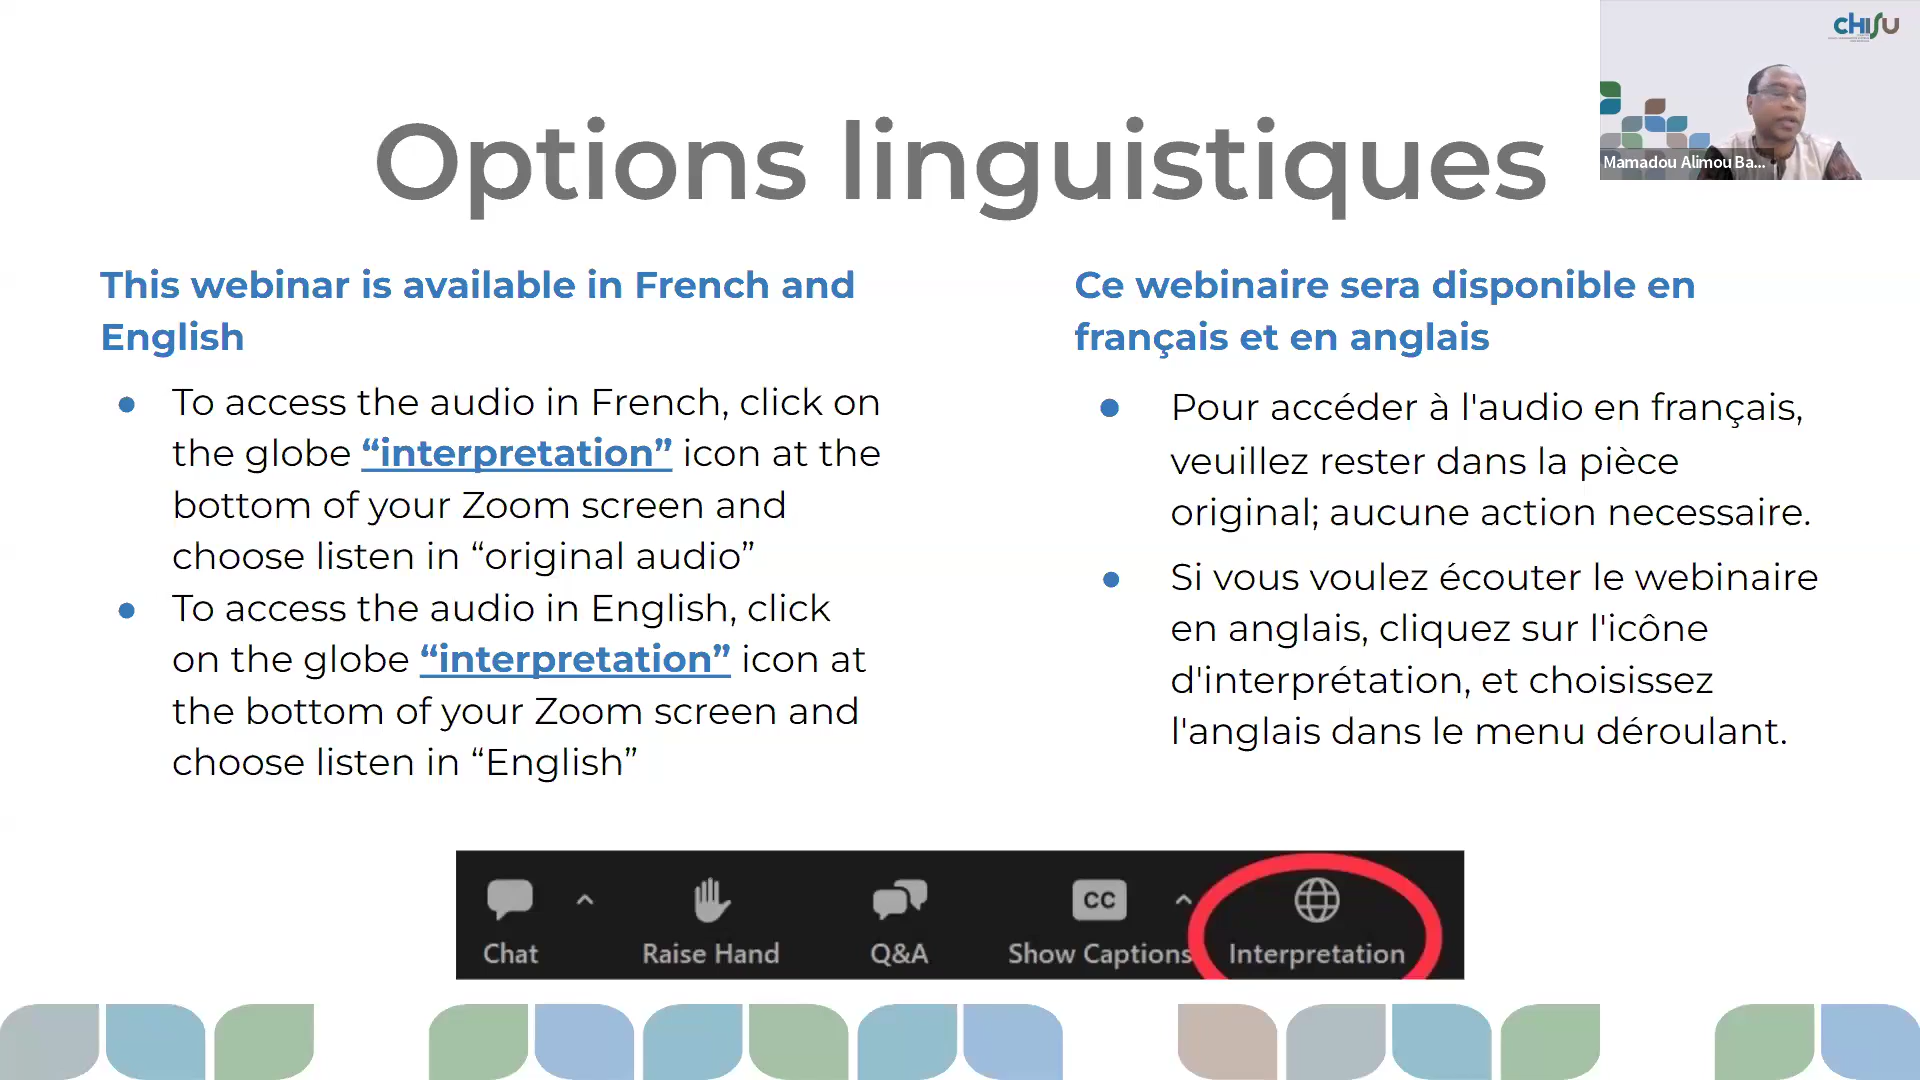 CHISU
Mamadou Alimou Ba...
Options linguistiques
This webinar is available in French and
English
● To access the audio in French, click on
the globe “interpretation” icon at the
bottom of your Zoom screen and
choose listen in “original audio”
● To access the audio in English, click
on the globe “interpretation” icon at
the bottom of your Zoom screen and
choose listen in “English”
Ce webinaire sera disponible en
français et en anglais
● Pour accéder à l'audio en français,
veuillez rester dans la pièce
original; aucune action necessaire.
● Si vous voulez écouter le webinaire
en anglais, cliquez sur l'icône
d'interprétation, et choisissez
l'anglais dans le menu déroulant.
CC
Chat Raise Hand Q&A Show Captions Interpretation